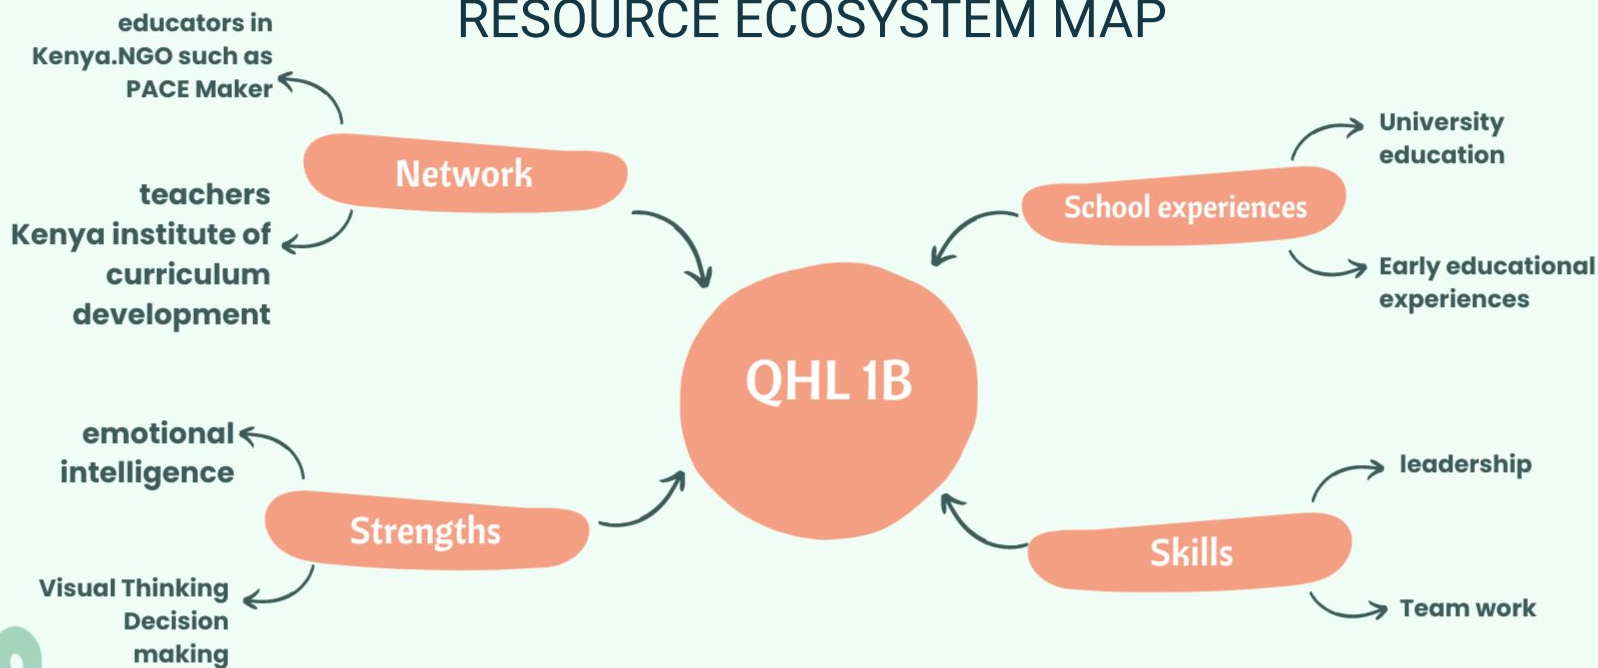 RESOURCE ECOSYSTEM MAP
educators in
Kenya.NGO such as
PACE Maker
Network
teachers
Kenya institute of
curriculum
development
School experiences
University
education
Early educational
experiences
QHL 1B
emotional
intelligence
Strengths
Visual Thinking
Decision
making
leadership
Skills
Team work